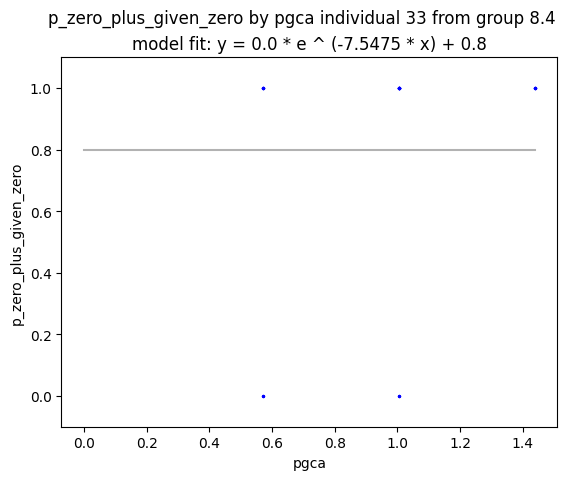 p_zero_plus_given_zero by pgca individual 33 from group 8.4
model fit: y = 0.0 * e ^ (-7.5475 * x) + 0.8
1.0
0.8
0.6
0.4
0.2
0.0
p_zero_plus_given_zero
0.0 0.2 0.4 0.6 0.8 1.0 1.2 1.4
pgca